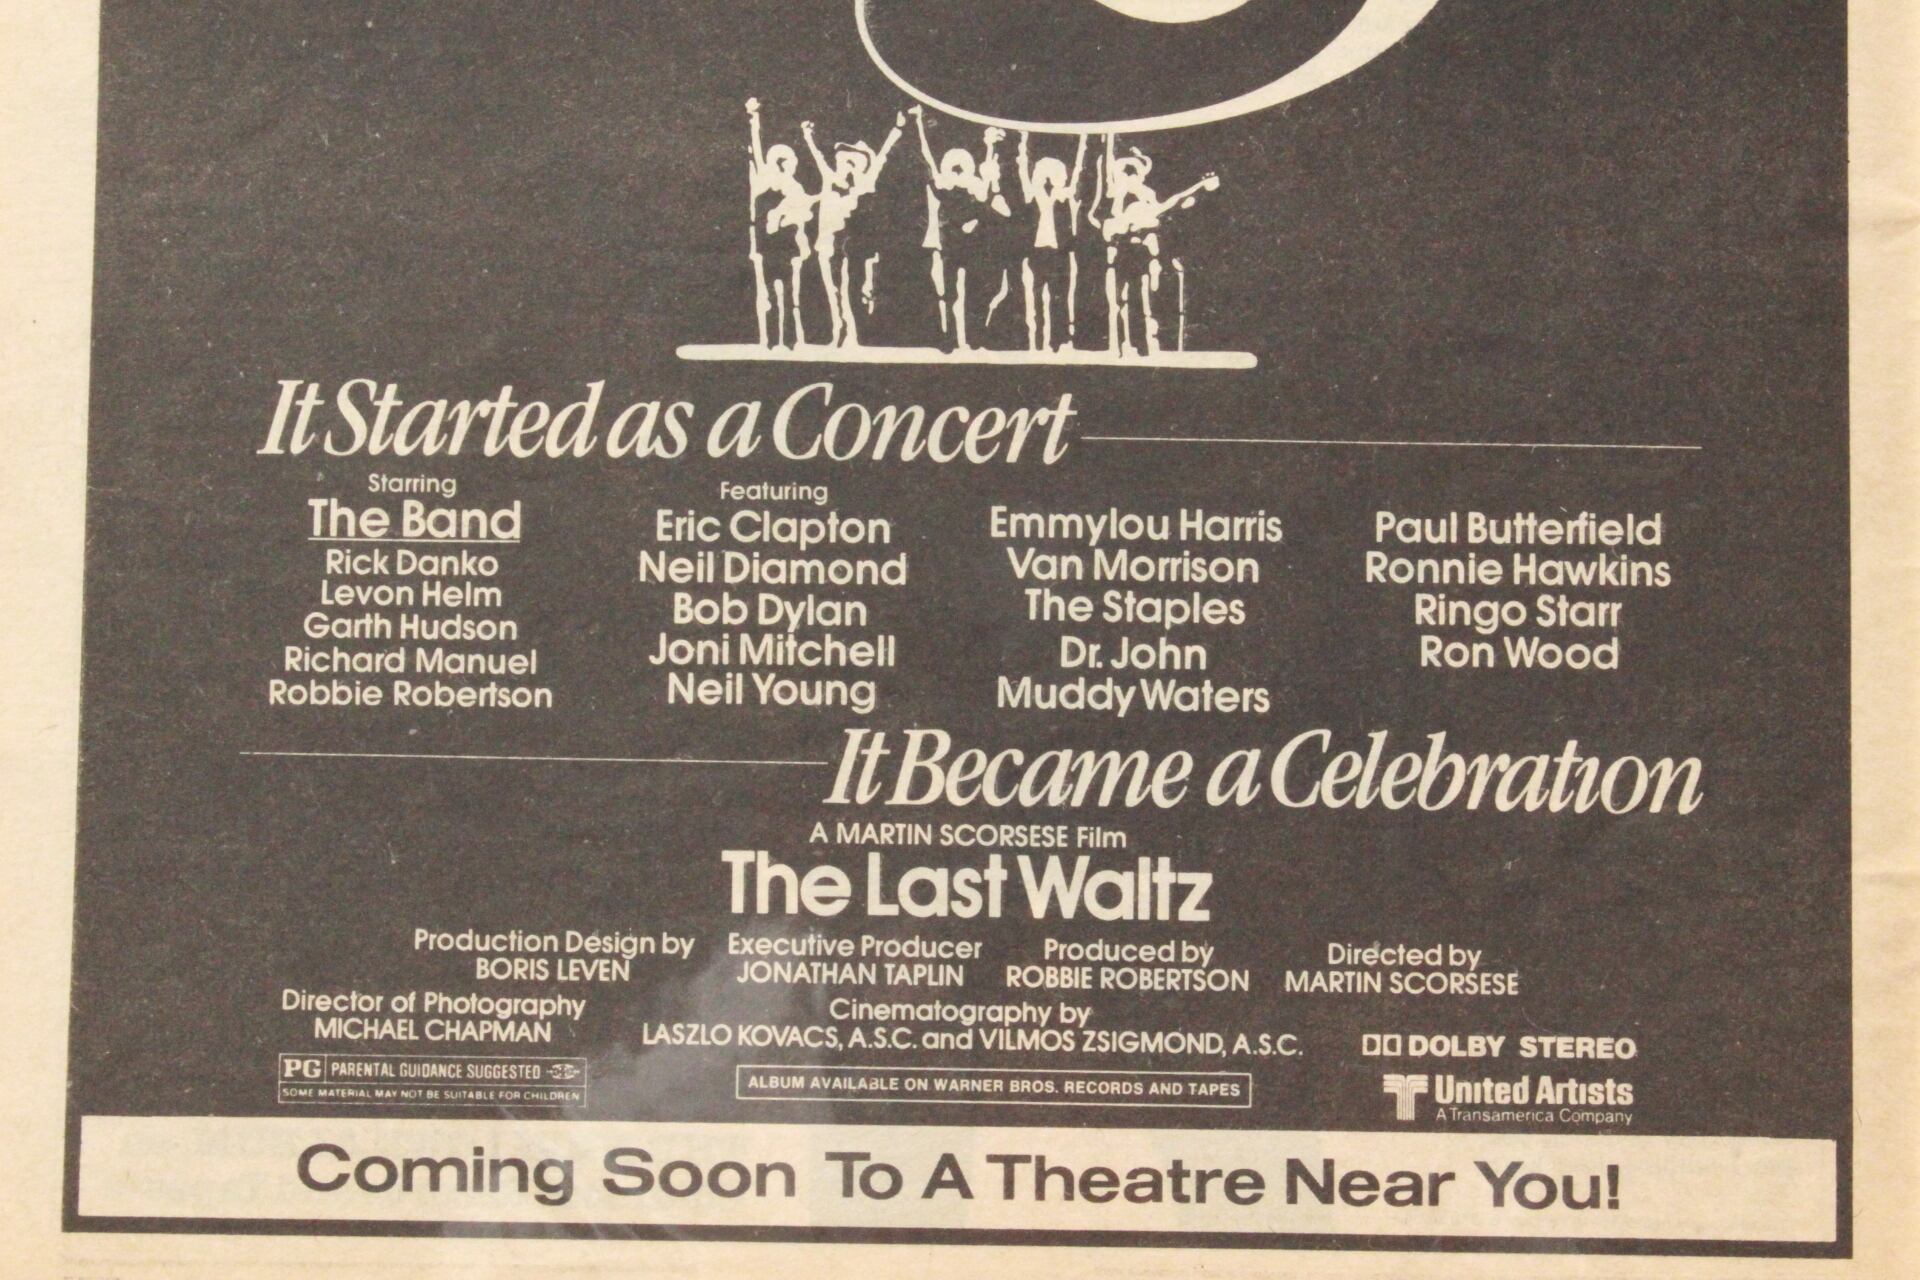 It Started as a Concert
Starring
The Band
Rick Danko
Levon Helm
Garth Hudson
Richard Manuel
Robbie Robertson
Featuring
Eric Clapton
Neil Diamond
Bob Dylan
Joni Mitchell
Neil Young
Emmylou Harris
Van Morrison
The Staples
Dr. John
Muddy Waters
Paul Butterfield
Ronnie Hawkins
Ringo Starr
Ron Wood
It Became a Celebration
A MARTIN SCORSESE Film
The Last Waltz
Production Design by
BORIS LEVEN
Executive Producer
JONATHAN TAPLIN
Produced by
ROBBIE ROBERTSON
Directed by
MARTIN SCORSESE
Director of Photography
MICHAEL CHAPMAN
Cinematography by
LASZLO KOVACS, A.S.C. and VILMOS ZSIGMOND, A.S.C.
DOLBY STEREO
PG PARENTAL GUIDANCE SUGGESTED
SOME MATERIAL MAY NOT BE SUITABLE FOR CHILDREN
ALBUM AVAILABLE ON WARNER BROS. RECORDS AND TAPES
United Artists
A Transamerica Company
Coming Soon To A Theatre Near You!